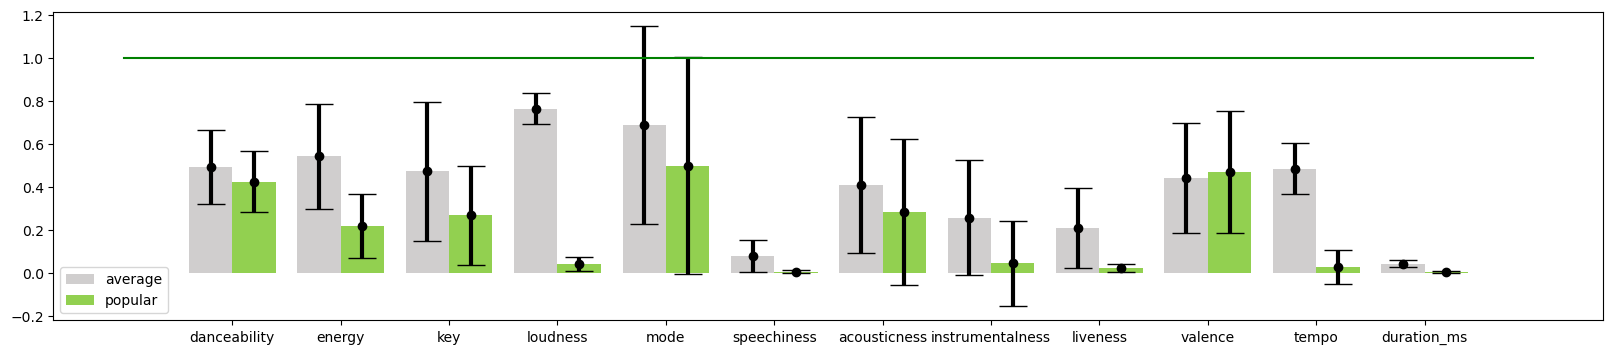 1.2
1.0
0.8
0.6
0.4
0.2
0.0
−0.2
average
popular
danceability energy key loudness mode speechiness acousticness instrumentalness liveness valence tempo duration_ms